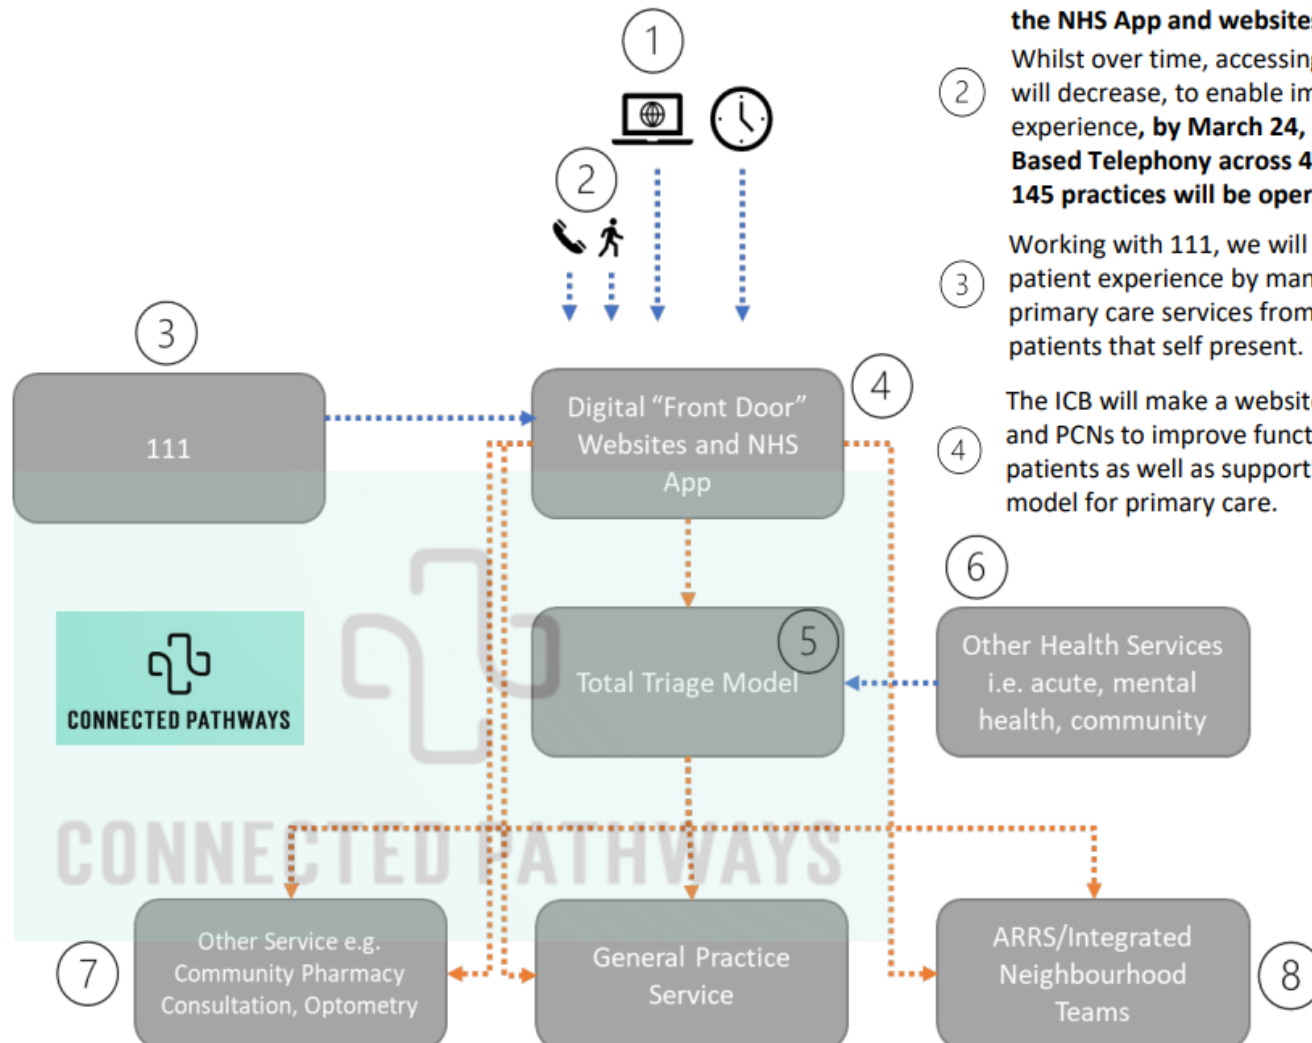 1
2
3
111
Digital “Front Door”
Websites and NHS
App
4
5
Total Triage Model
6
Other Health Services
i.e. acute, mental
health, community
CONNECTED PATHWAYS
CONNECTED PATHWAYS
7
Other Service e.g.
Community Pharmacy
Consultation, Optometry
General Practice
Service
ARRS/Integrated
Neighbourhood
Teams
8
the NHS App and websites
2
Whilst over time, accessing
will decrease, to enable im
experience, by March 24,
Based Telephony across 4
145 practices will be oper
3
Working with 111, we will
patient experience by man
primary care services from
patients that self present.
4
The ICB will make a website
and PCNs to improve funct
patients as well as support
model for primary care.